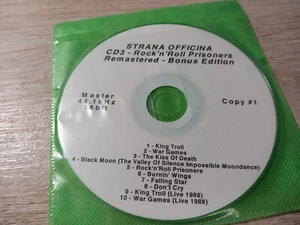 STRANA OFFICINA
CD3 - Rock'n'Roll Prisoners
Remastered - Bonus Edition
Master
44,1kHz
16bit
Copy #1
1 - King Troll
2 - War Games
3 - The Kiss Of Death
4 - Black Moon (The Valley Of Silence Impossible Moondance)
5 - Rock'n'Roll Prisoners
6 - Burnin' Wings
7 - Falling Star
8 - Don't Cry
9 - King Troll (Live 1988)
10 - War Games (Live 1988)